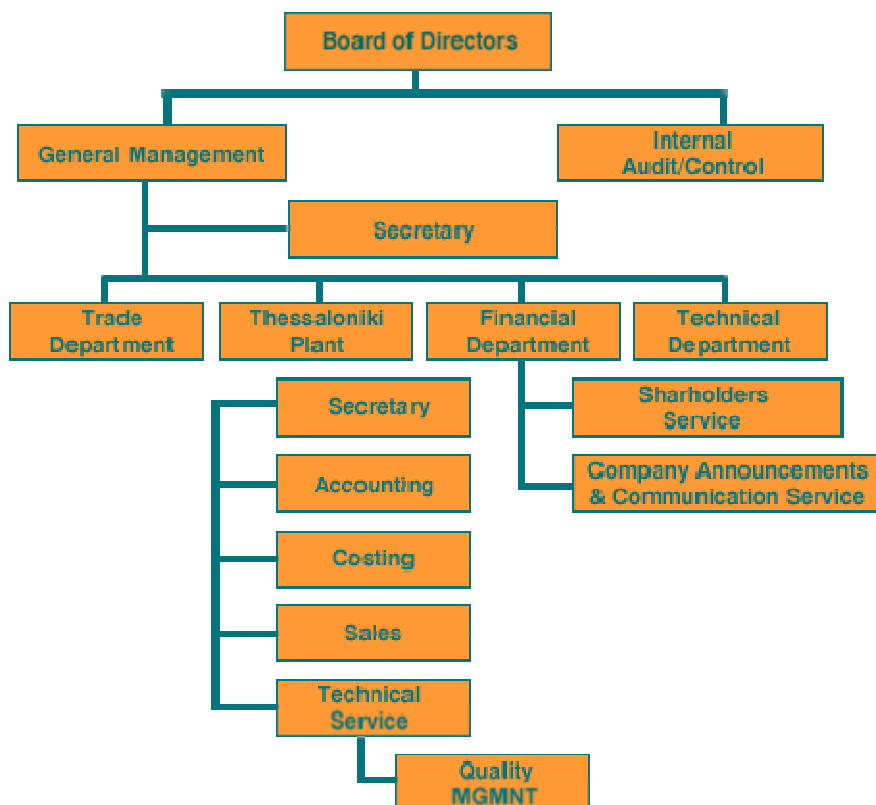 Board of Directors
General Management
Internal
Audit/Control
Secretary
Trade
Department
Thessaloniki
Plant
Financial
Department
Technical
Department
Secretary
Sharholders
Service
Accounting
Company Announcements
& Communication Service
Costing
Sales
Technical
Service
Quality
MGMNT